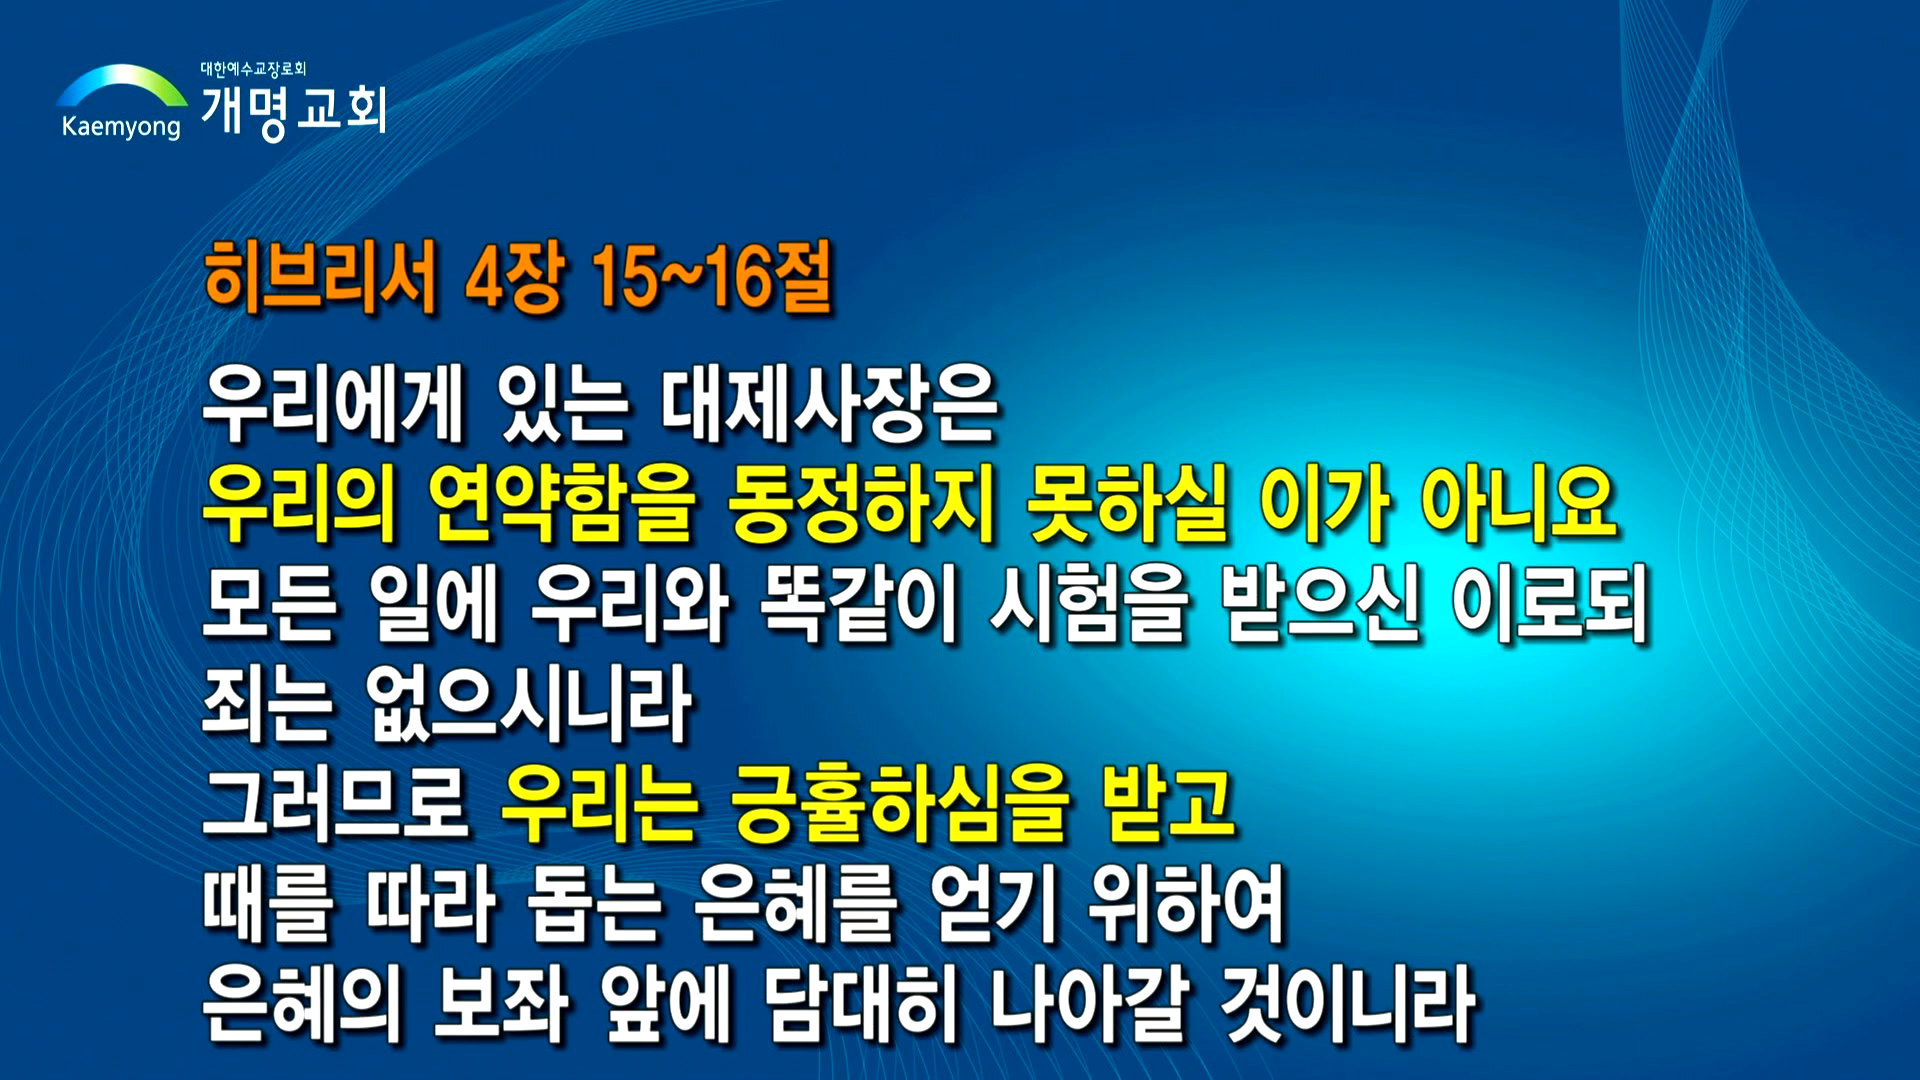 대한예수교장로회
개명교회
Kaemyong
히브리서 4장 15~16절
우리에게 있는 대제사장은
우리의 연약함을 동정하지 못하실 이가 아니요
모든 일에 우리와 똑같이 시험을 받으신 이로되
죄는 없으시니라
그러므로 우리는 긍휼하심을 받고
때를 따라 돕는 은혜를 얻기 위하여
은혜의 보좌 앞에 담대히 나아갈 것이니라